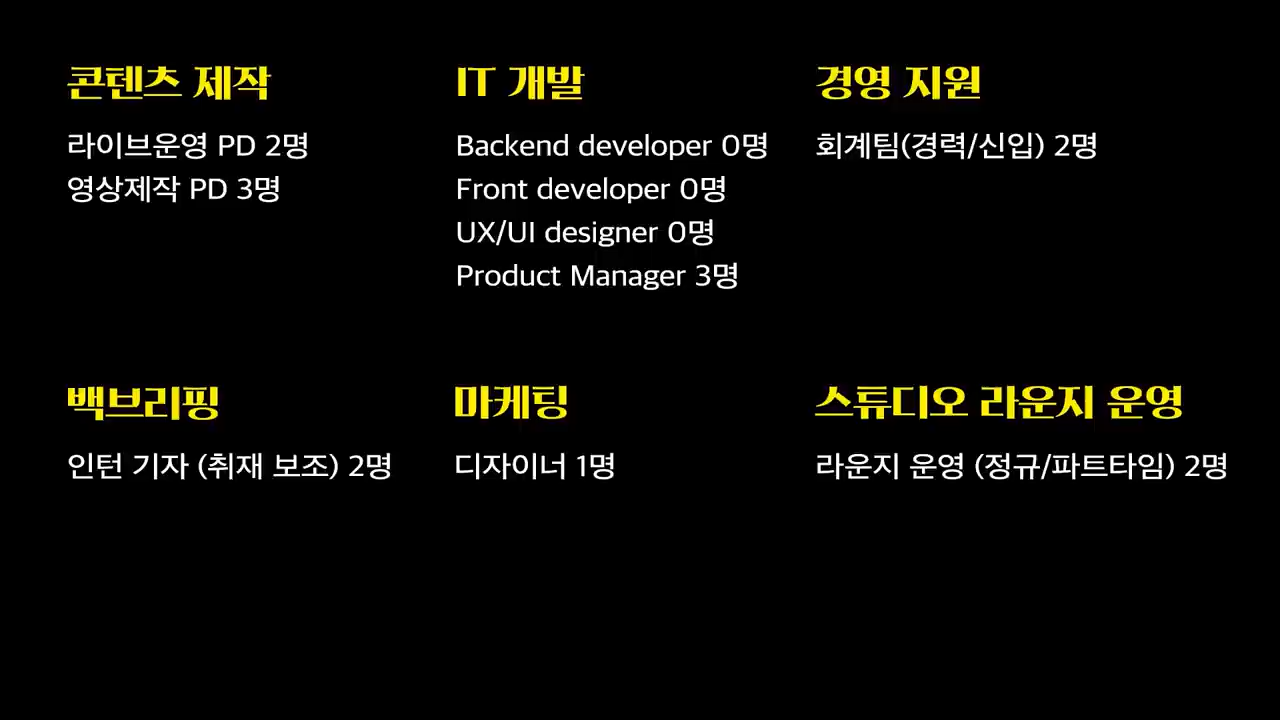 콘텐츠 제작
라이브운영 PD 2명
영상제작 PD 3명
IT 개발
Backend developer 0명
Front developer 0명
UX/UI designer 0명
Product Manager 3명
경영 지원
회계팀(경력/신입) 2명
백브리핑
인턴 기자 (취재 보조) 2명
마케팅
디자이너 1명
스튜디오 라운지 운영
라운지 운영 (정규/파트타임) 2명